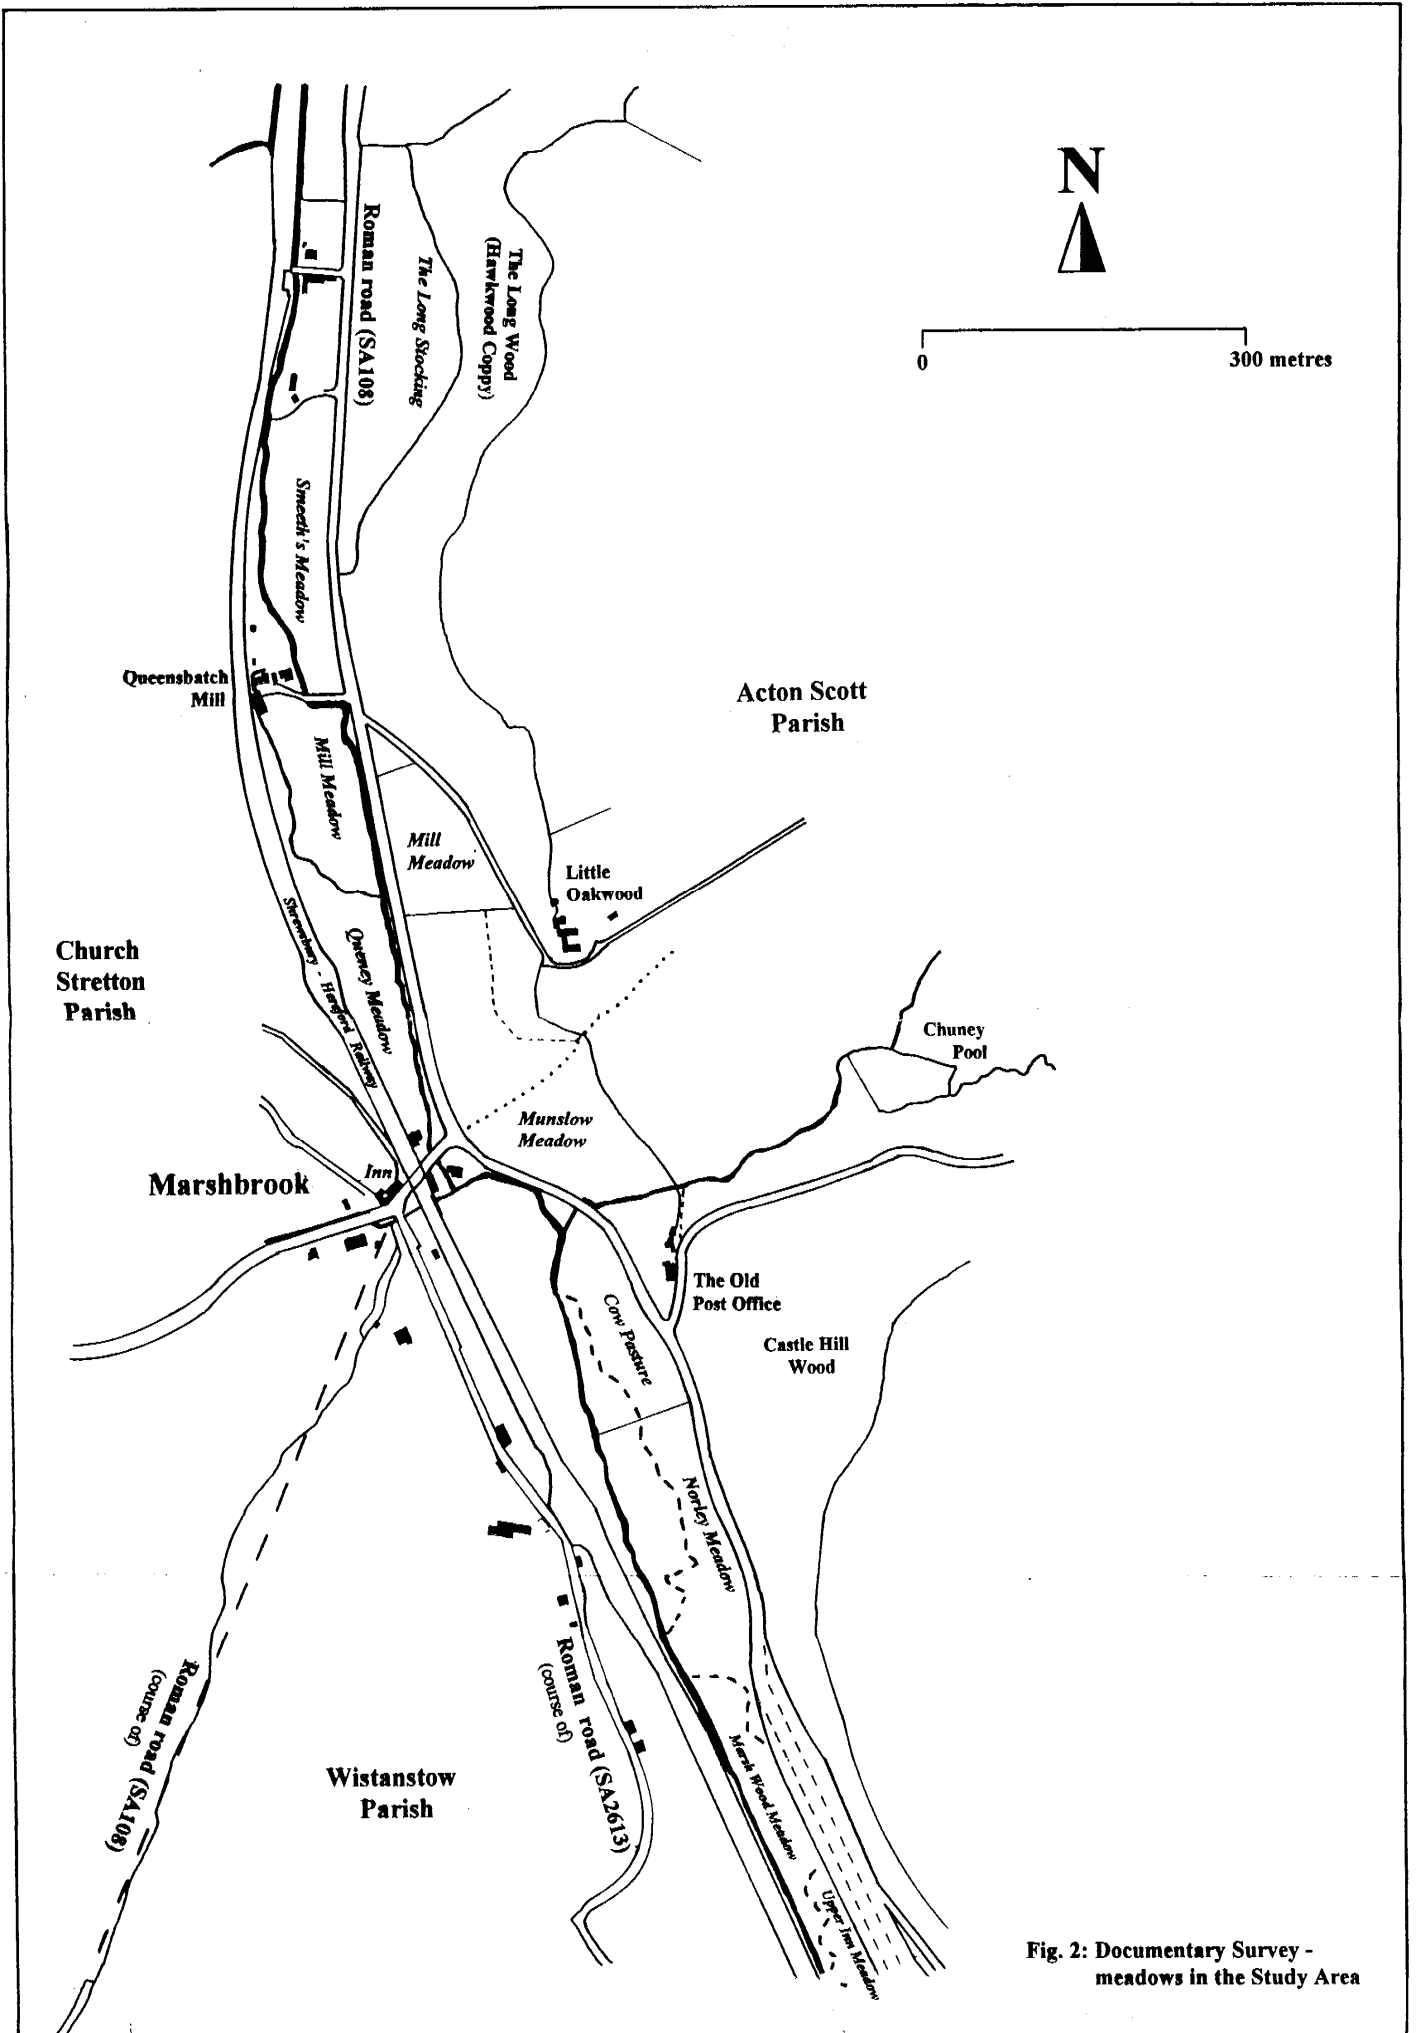 N
0
300 metres
Roman road (SA108)
The Long Stocking
The Long Wood
(Hawkwood Coppy)
Smeeth's Meadow
Queensbatch
Mill
Acton Scott
Parish
Mill Meadow
Mill
Meadow
Little
Oakwood
Shrewsbury - Hereford Railway
Queney Meadow
Church
Stretton
Parish
Chuney
Pool
Munslow
Meadow
Inn
Marshbrook
The Old
Post Office
Cow Pasture
Castle Hill
Wood
Norley Meadow
Roman road (SA108)
(course of)
Roman road (SA2613)
(course of)
Marsh Wood Meadow
Wistanstow
Parish
Upper Inn Meadow
Fig. 2: Documentary Survey -
meadows in the Study Area